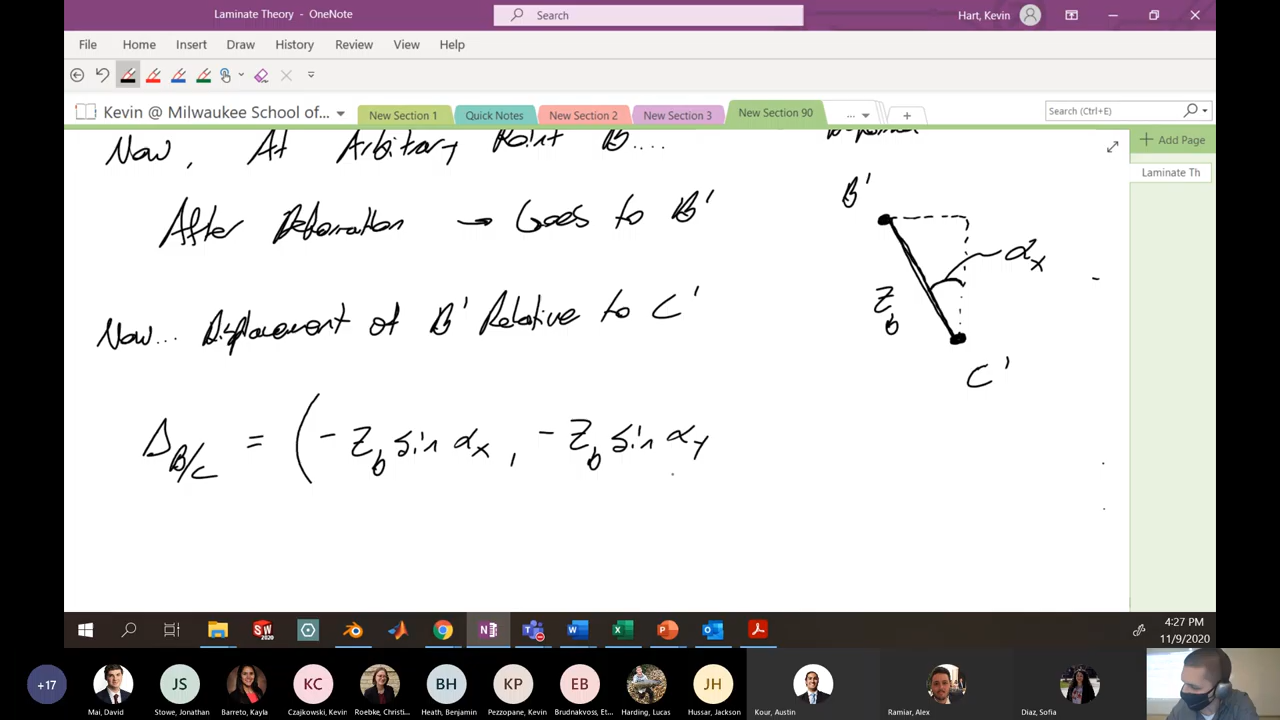 Laminate Theory - OneNote
Search
Hart, Kevin
File Home Insert Draw History Review View Help
Kevin @ Milwaukee School of...
New Section 1
Quick Notes
New Section 2
New Section 3
New Section 90
...
Search (Ctrl+E)
Add Page
Laminate Th
Now, At Arbitrary Point B....
After Deformation → Goes to B'
Now... Displacement of B' Relative to C'
Δ_B/C = (- Z_b sin α_x, - Z_b sin α_y
B'
α_x
Z_b
C'
SW
2020
4:27 PM
11/9/2020
+17
JS
KC
BH
KP
EB
JH
Mai, David
Stowe, Jonathan
Barreto, Kayla
Czajkowski, Kevin
Roebke, Christi...
Heath, Benjamin
Pezzopane, Kevin
Brudnakvoss, Et...
Harding, Lucas
Hussar, Jackson
Kour, Austin
Ramiar, Alex
Diaz, Sofia